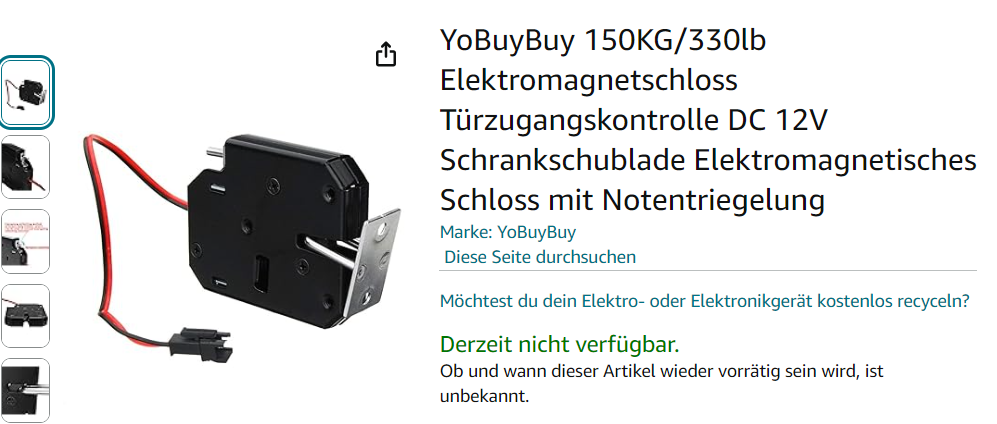 YoBuyBuy 150KG/330lb
Elektromagnetschloss
Türzugangskontrolle DC 12V
Schrankschublade Elektromagnetisches
Schloss mit Notentriegelung
Marke: YoBuyBuy
Diese Seite durchsuchen
Möchtest du dein Elektro- oder Elektronikgerät kostenlos recyceln?
Derzeit nicht verfügbar.
Ob und wann dieser Artikel wieder vorrätig sein wird, ist
unbekannt.